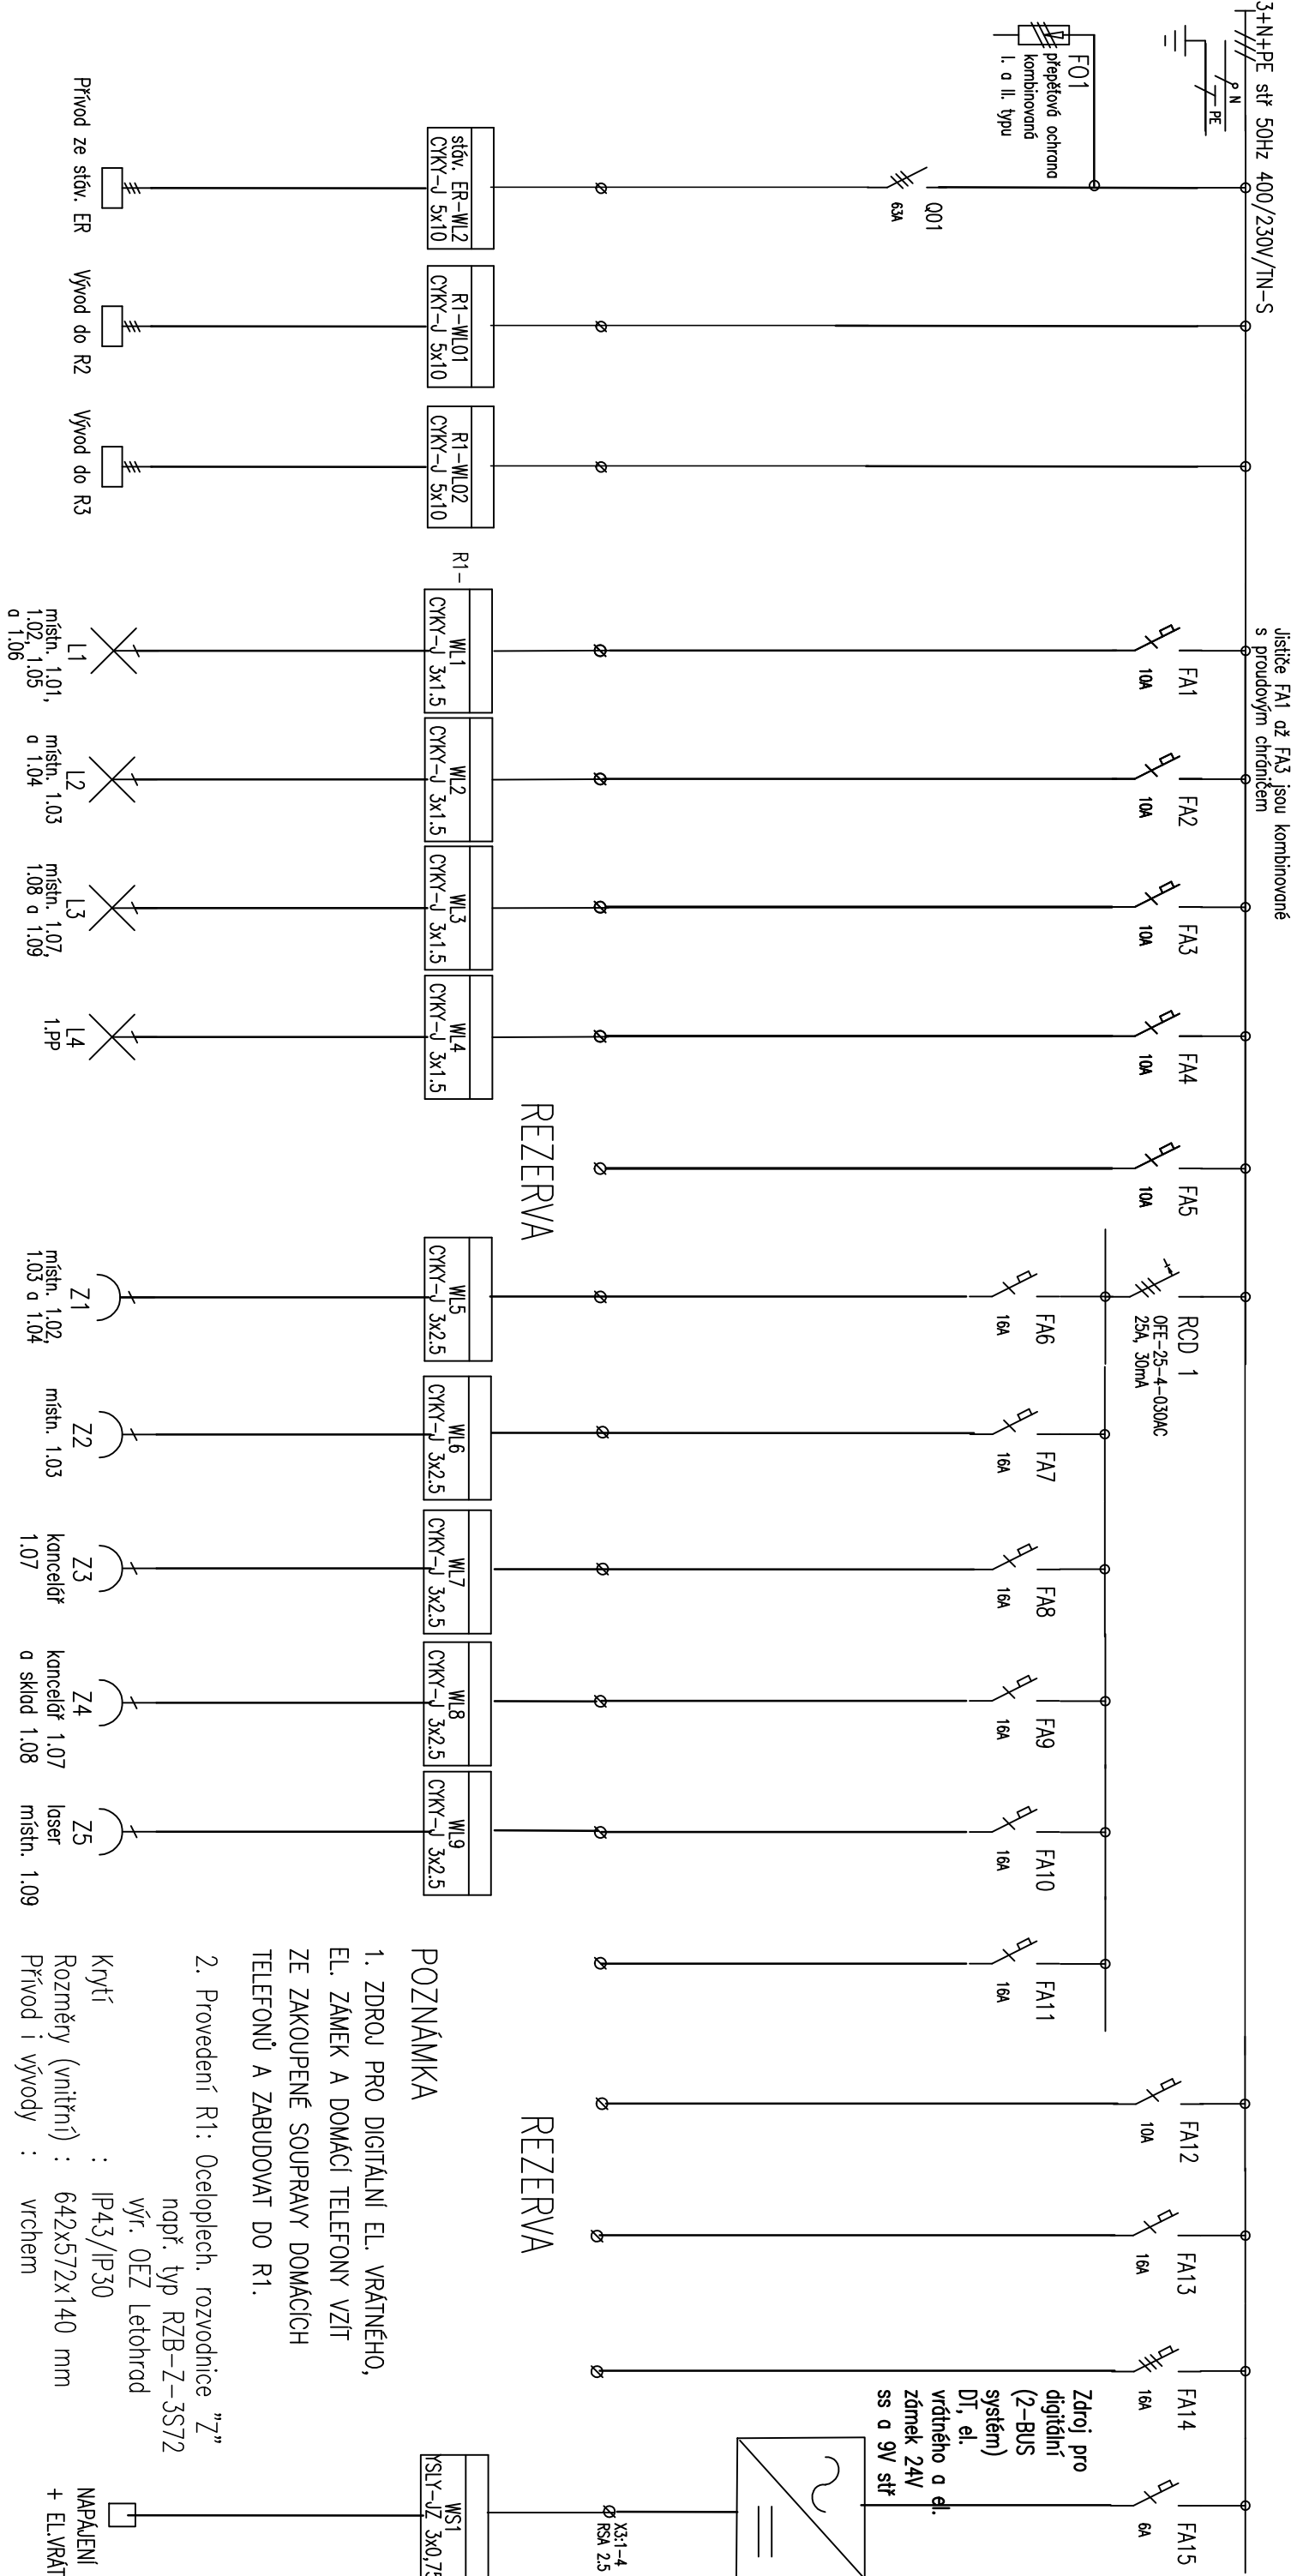 3+N+PE stř 50Hz 400/230V/TN-S
N
PE
FO1
přepěťová ochrana
kombinovaná
I. a II. typu
Q01
63A
stáv. ER-WL2
CYKY-J 5x10
Přívod ze stáv. ER
R1-WL01
CYKY-J 5x10
Vývod do R2
R1-WL02
CYKY-J 5x10
Vývod do R3
Jističe FA1 až FA3 jsou kombinované
s proudovým chráničem
R1-
FA1
10A
WL1
CYKY-J 3x1.5
L1
místn. 1.01,
1.02, 1.05
a 1.06
FA2
10A
WL2
CYKY-J 3x1.5
L2
místn. 1.03
a 1.04
FA3
10A
WL3
CYKY-J 3x1.5
L3
místn. 1.07,
1.08 a 1.09
FA4
10A
WL4
CYKY-J 3x1.5
L4
1.PP
FA5
10A
REZERVA
RCD 1
OFE-25-4-030AC
25A, 30mA
FA6
16A
WL5
CYKY-J 3x2.5
Z1
místn. 1.02,
1.03 a 1.04
FA7
16A
WL6
CYKY-J 3x2.5
Z2
místn. 1.03
FA8
16A
WL7
CYKY-J 3x2.5
Z3
kancelář
1.07
FA9
16A
WL8
CYKY-J 3x2.5
Z4
kancelář 1.07
a sklad 1.08
FA10
16A
WL9
CYKY-J 3x2.5
Z5
laser
místn. 1.09
FA11
16A
FA12
10A
FA13
16A
FA14
16A
REZERVA
FA15
6A
Zdroj pro
digitální
(2-BUS
systém)
DT, el.
vrátného a el.
zámek 24V
ss a 9V stř
X3:1-4
RSA 2.5
WS1
YSLY-JZ 3x0,75
NAPÁJENÍ
+ EL.VRÁT
POZNÁMKA
1. ZDROJ PRO DIGITÁLNÍ EL. VRÁTNÉHO,
EL. ZÁMEK A DOMÁCÍ TELEFONY VZÍT
ZE ZAKOUPENÉ SOUPRAVY DOMÁCÍCH
TELEFONŮ A ZABUDOVAT DO R1.
2. Provedení R1: Oceloplech. rozvodnice "Z"
např. typ RZB-Z-3S72
výr. OEZ Letohrad
Krytí : IP43/IP30
Rozměry (vnitřní) : 642x572x140 mm
Přívod i vývody : vrchem